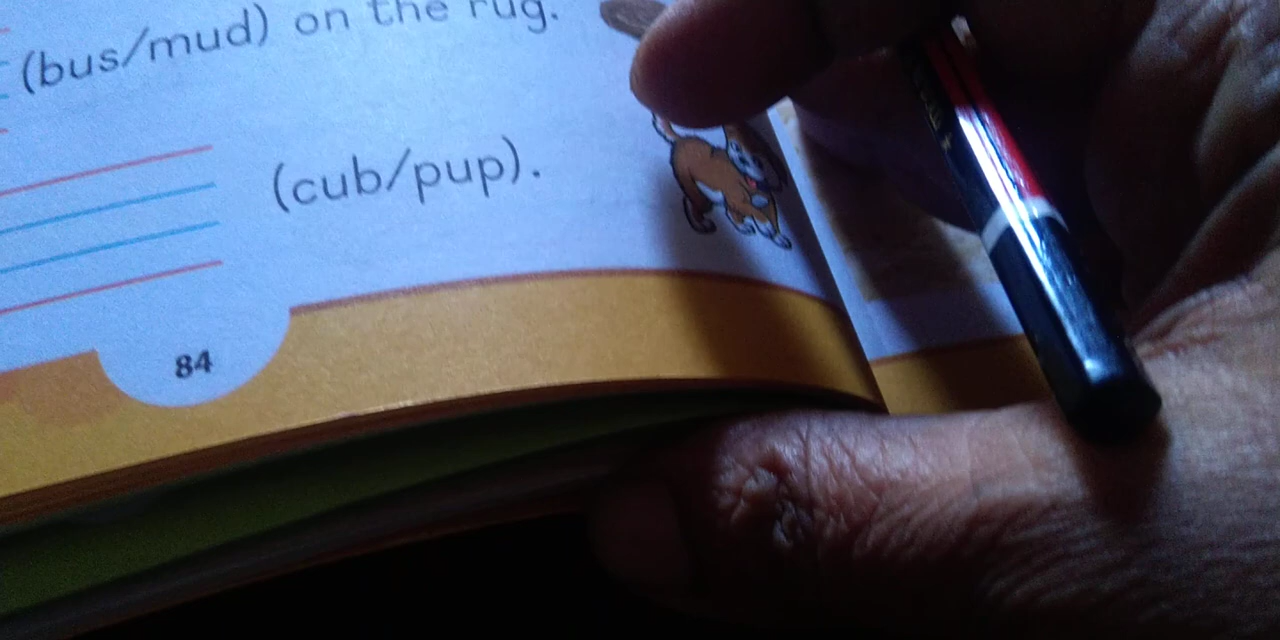 (bus/mud) on the rug.
(cub/pup).
84